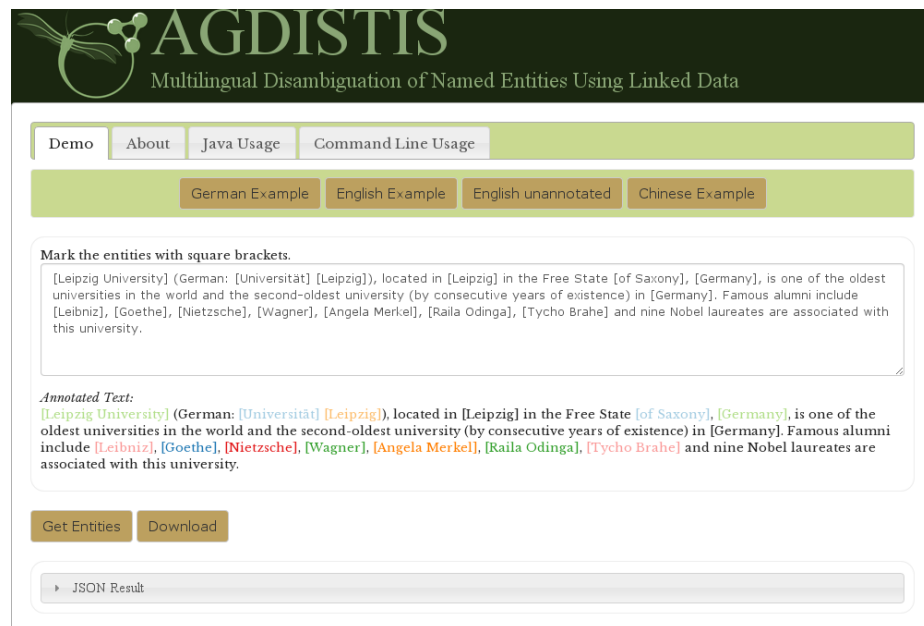 AGDISTIS
Multilingual Disambiguation of Named Entities Using Linked Data
Demo About Java Usage Command Line Usage
German Example English Example English unannotated Chinese Example
Mark the entities with square brackets.
[Leipzig University] (German: [Universität] [Leipzig]), located in [Leipzig] in the Free State [of Saxony], [Germany], is one of the oldest
universities in the world and the second-oldest university (by consecutive years of existence) in [Germany]. Famous alumni include
[Leibniz], [Goethe], [Nietzsche], [Wagner], [Angela Merkel], [Raila Odinga], [Tycho Brahe] and nine Nobel laureates are associated with
this university.
Annotated Text:
[Leipzig University] (German: [Universität] [Leipzig]), located in [Leipzig] in the Free State [of Saxony], [Germany], is one of the
oldest universities in the world and the second-oldest university (by consecutive years of existence) in [Germany]. Famous alumni
include [Leibniz], [Goethe], [Nietzsche], [Wagner], [Angela Merkel], [Raila Odinga], [Tycho Brahe] and nine Nobel laureates are
associated with this university.
Get Entities Download
JSON Result